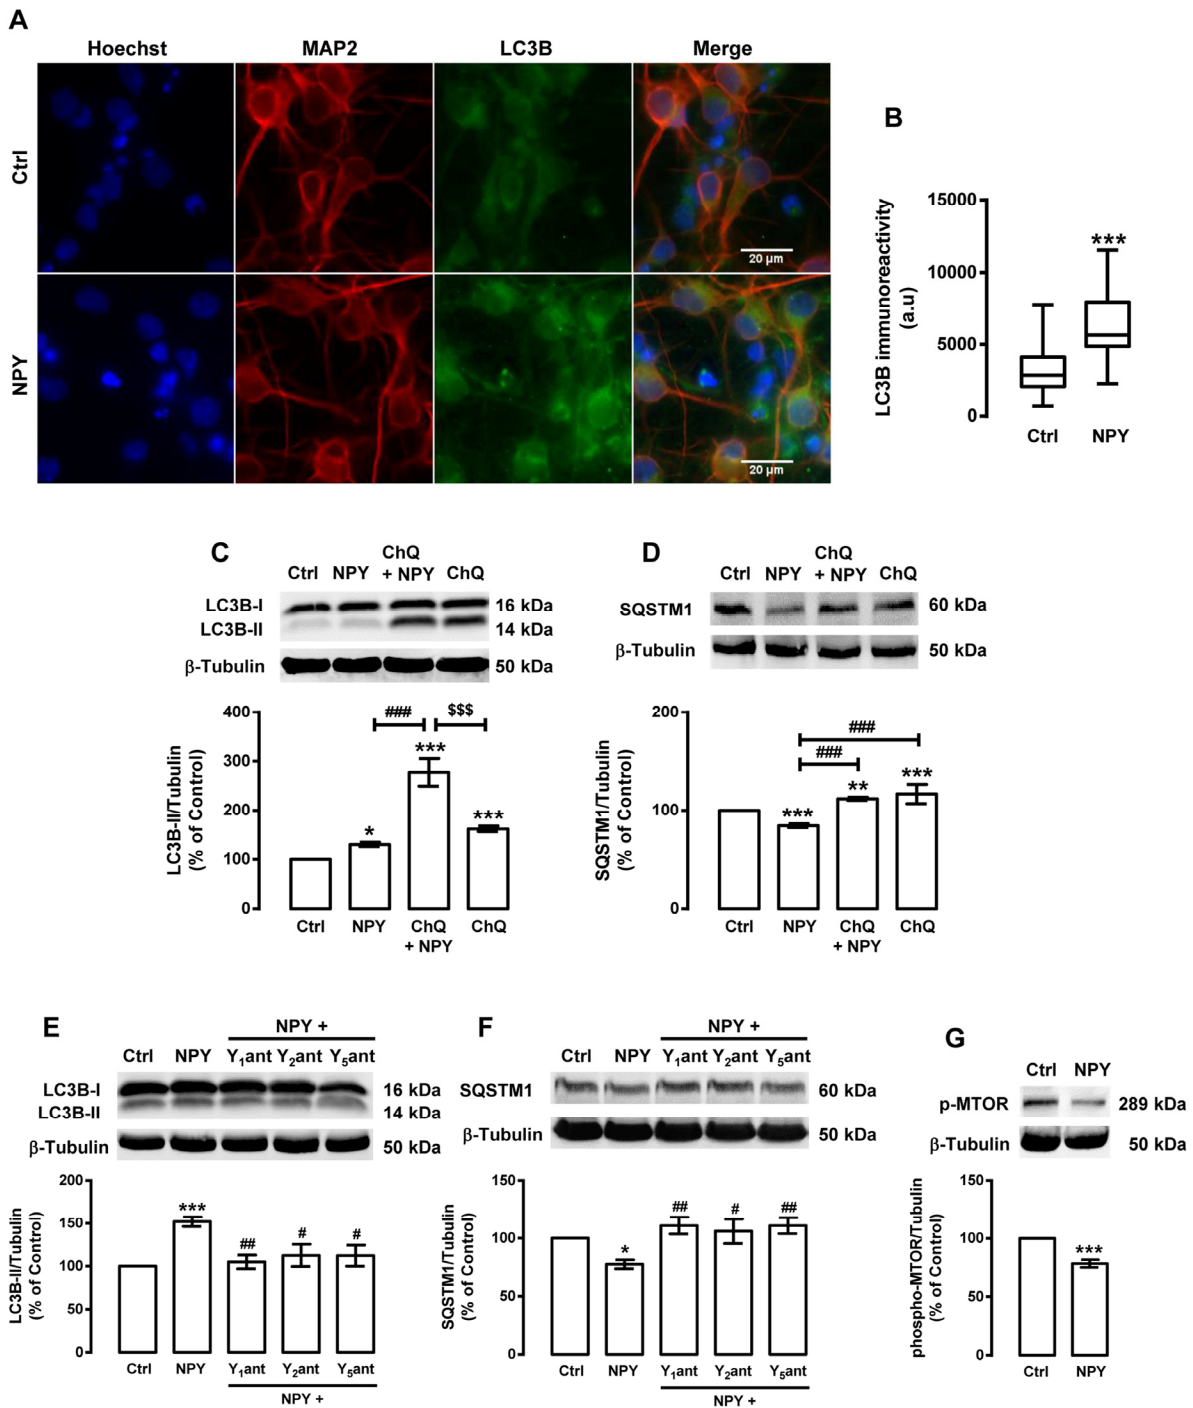 A
Hoechst MAP2 LC3B Merge
Ctrl
20 µm
NPY
20 µm
B
LC3B immunoreactivity
(a.u)
15000
10000
5000
0
***
Ctrl NPY
C
ChQ
Ctrl NPY + NPY ChQ
LC3B-I 16 kDa
LC3B-II 14 kDa
β-Tubulin 50 kDa
LC3B-II/Tubulin
(% of Control)
400
300
200
100
0
### $$$
* *** ***
Ctrl NPY ChQ ChQ
+ NPY
D
ChQ
Ctrl NPY + NPY ChQ
SQSTM1 60 kDa
β-Tubulin 50 kDa
SQSTM1/Tubulin
(% of Control)
200
100
0
###
###
*** ** ***
Ctrl NPY ChQ ChQ
+ NPY
E
NPY +
Ctrl NPY Y₁ant Y₂ant Y₅ant
LC3B-I 16 kDa
LC3B-II 14 kDa
β-Tubulin 50 kDa
LC3B-II/Tubulin
(% of Control)
200
150
100
50
0
*** ## # #
Ctrl NPY Y₁ant Y₂ant Y₅ant
NPY +
F
NPY +
Ctrl NPY Y₁ant Y₂ant Y₅ant
SQSTM1 60 kDa
β-Tubulin 50 kDa
SQSTM1/Tubulin
(% of Control)
150
100
50
0
* ## # ##
Ctrl NPY Y₁ant Y₂ant Y₅ant
NPY +
G
Ctrl NPY
p-MTOR 289 kDa
β-Tubulin 50 kDa
phospho-MTOR/Tubulin
(% of Control)
150
100
50
0
***
Ctrl NPY